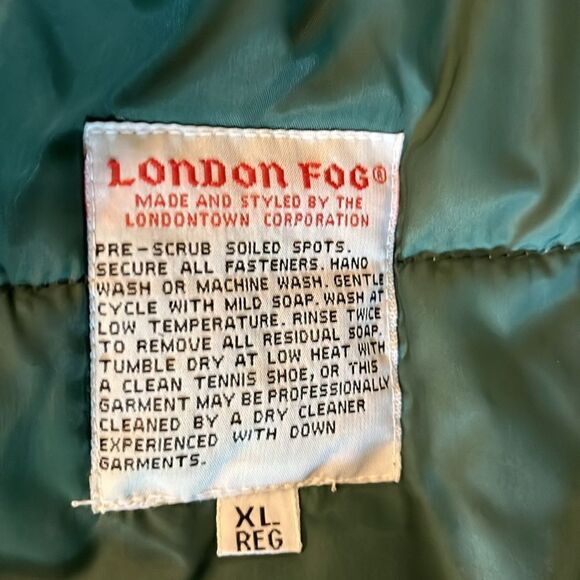 LONDON FOG®
MADE AND STYLED BY THE
LONDONTOWN CORPORATION
PRE-SCRUB SOILED SPOTS.
SECURE ALL FASTENERS. HAND
WASH OR MACHINE WASH. GENTLE
CYCLE WITH MILD SOAP. WASH AT
LOW TEMPERATURE. RINSE TWICE
TO REMOVE ALL RESIDUAL SOAP.
TUMBLE DRY AT LOW HEAT WITH
A CLEAN TENNIS SHOE, OR THIS
GARMENT MAY BE PROFESSIONALLY
CLEANED BY A DRY CLEANER
EXPERIENCED WITH DOWN
GARMENTS.
XL
REG